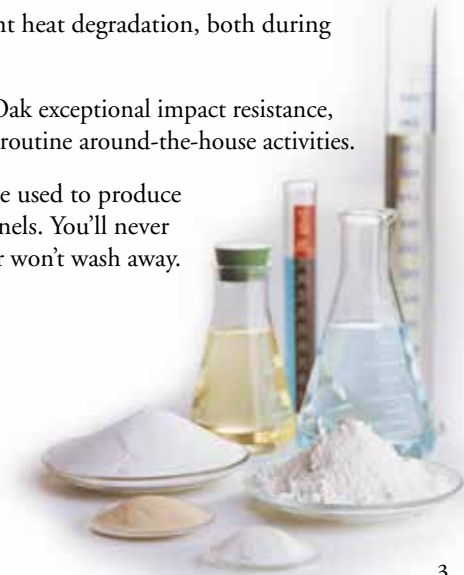 nt heat degradation, both during
Oak exceptional impact resistance,
routine around-the-house activities.
e used to produce
nels. You'll never
r won't wash away.
3